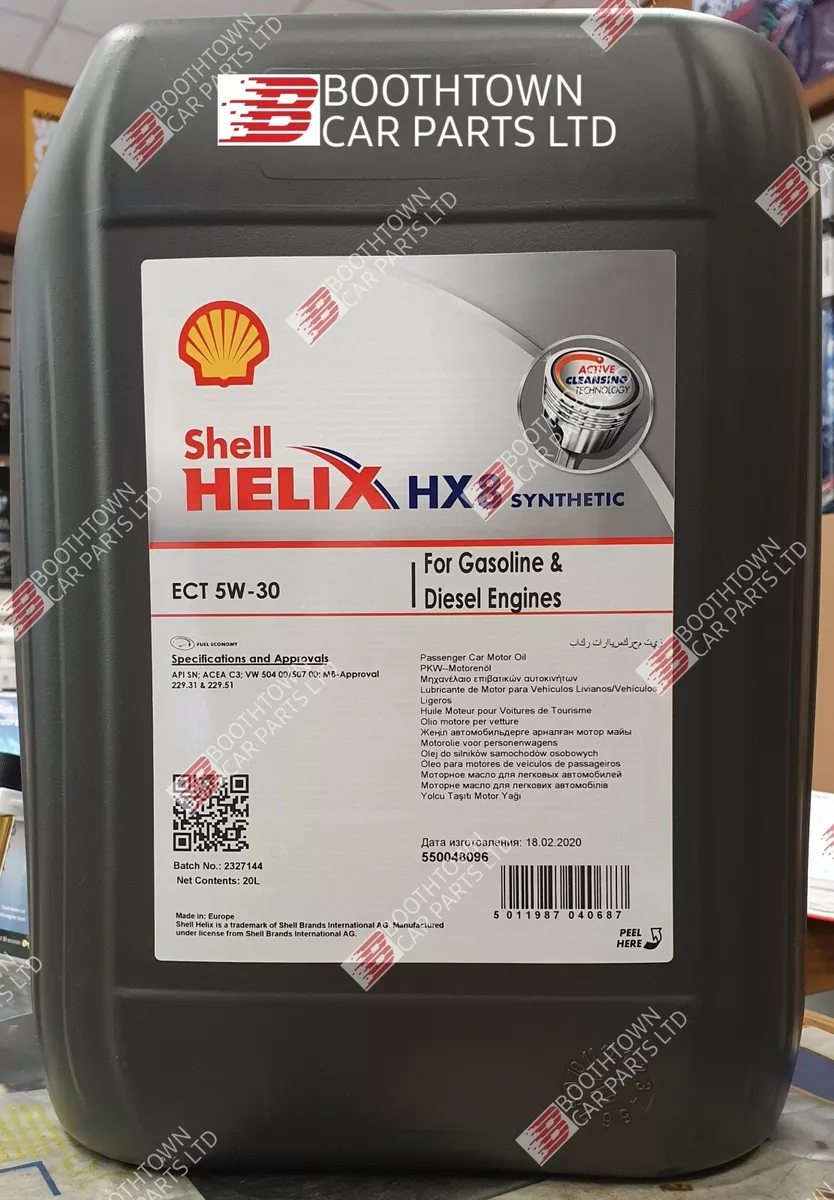 BOOTHTOWN
CAR PARTS LTD
ACTIVE
CLEANSING
TECHNOLOGY
Shell
HELIX HX8 SYNTHETIC
ECT 5W-30
For Gasoline &
Diesel Engines
FUEL ECONOMY
Specifications and Approvals
API SN; ACEA C3; VW 504 00/507 00; MB-Approval
229.31 & 229.51
Passenger Car Motor Oil
PKW--Motorenöl
Μηχανέλαιο επιβατικών αυτοκινήτων
Lubricante de Motor para Vehículos Livianos/Vehículos
Ligeros
Huile Moteur pour Voitures de Tourisme
Olio motore per vetture
Жеңіл автомобильдерге арналған мотор майы
Motorolie voor personenwagens
Olej do silników samochodów osobowych
Óleo para motores de veiculos de passageiros
Моторное масло для легковых автомобилей
Моторне масло для легкових автомобілів
Yolcu Taşıti Motor Yağı
Дата изготовления: 18.02.2020
550048096
Batch No.: 2327144
Net Contents: 20L
5 011987 040687
Made in: Europe
Shell Helix is a trademark of Shell Brands International AG. Manufactured
under license from Shell Brands International AG.
PEEL
HERE